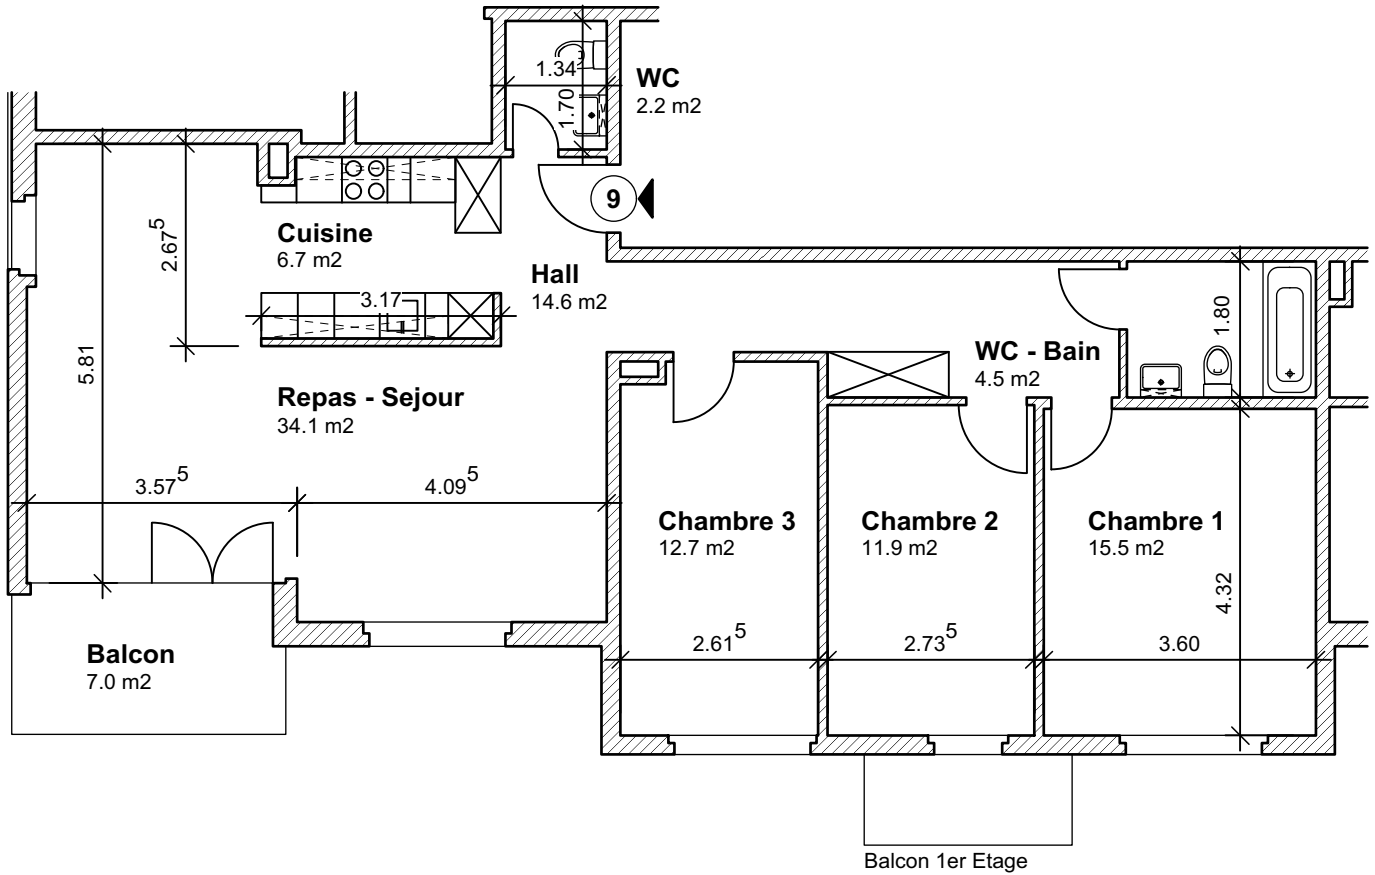 1.34
WC
2.2 m2
1.70
9
2.67⁵
Cuisine
6.7 m2
Hall
14.6 m2
3.17
1.80
5.81
WC - Bain
4.5 m2
Repas - Sejour
34.1 m2
3.57⁵
4.09⁵
Chambre 3
12.7 m2
Chambre 2
11.9 m2
Chambre 1
15.5 m2
4.32
2.61⁵
2.73⁵
3.60
Balcon
7.0 m2
Balcon 1er Etage